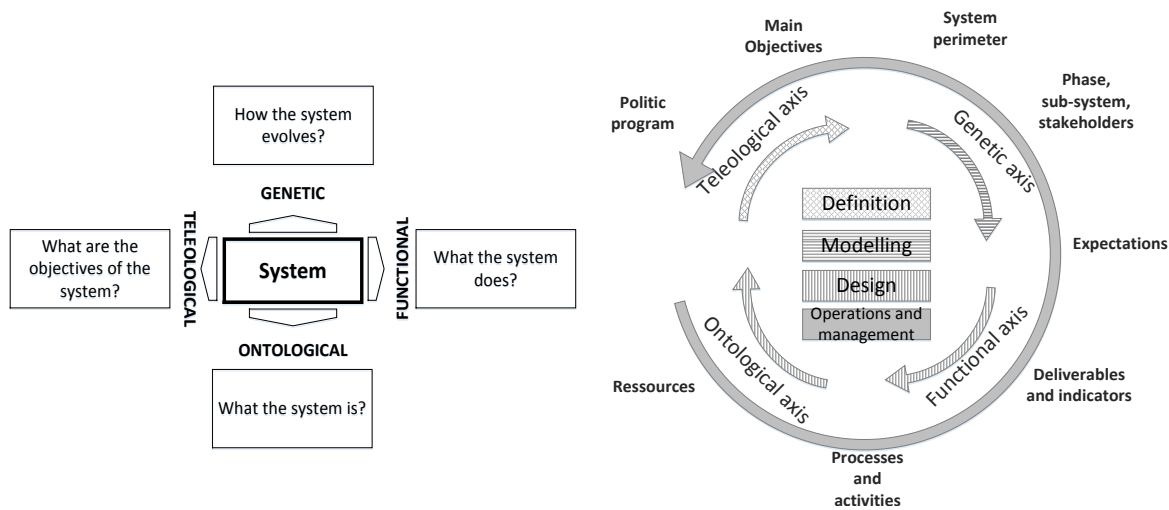 How the system
evolves?
GENETIC
TELEOLOGICAL
What are the
objectives of the
system?
System
FUNCTIONAL
What the system
does?
ONTOLOGICAL
What the system is?
Main
Objectives
System
perimeter
Politic
program
Phase,
sub-system,
stakeholders
Teleological axis
Genetic axis
Definition
Modelling
Design
Operations and
management
Expectations
Ontological axis
Functional axis
Ressources
Deliverables
and indicators
Processes
and
activities